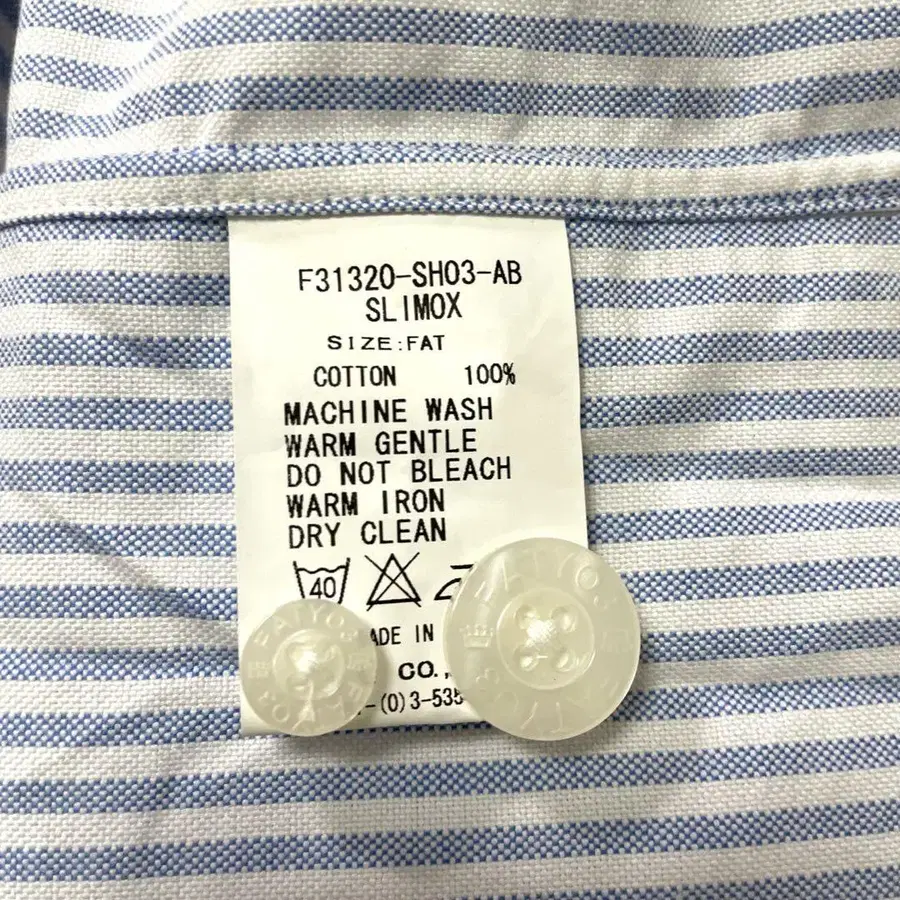 F31320-SH03-AB
SLIMOX
SIZE:FAT
COTTON 100%
MACHINE WASH
WARM GENTLE
DO NOT BLEACH
WARM IRON
DRY CLEAN
40
ADE IN
CO.,
-(0)3-535